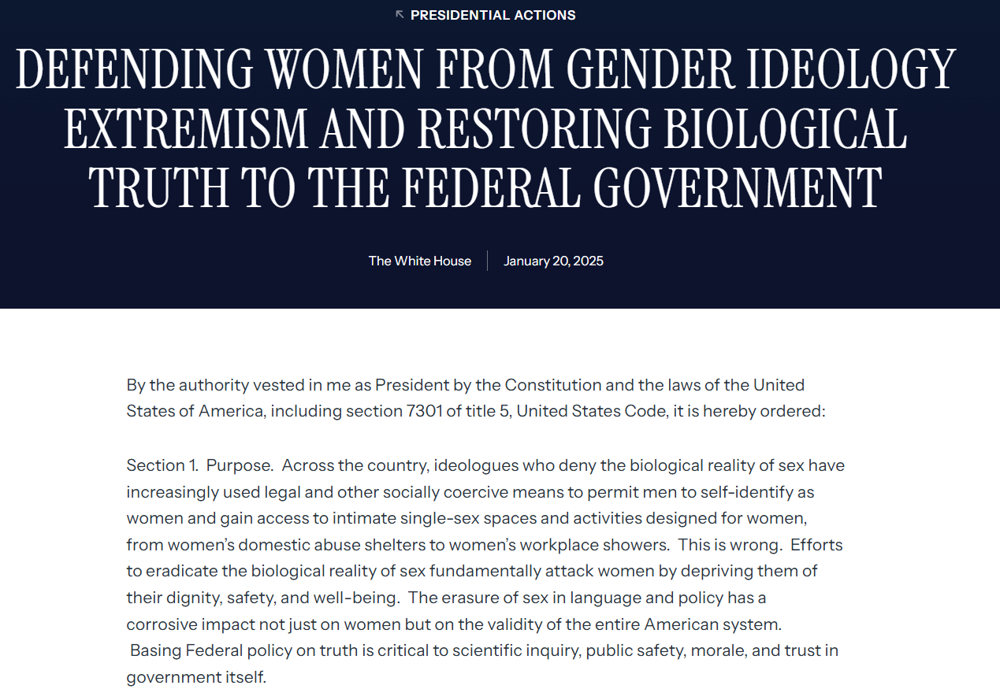 PRESIDENTIAL ACTIONS
DEFENDING WOMEN FROM GENDER IDEOLOGY
EXTREMISM AND RESTORING BIOLOGICAL
TRUTH TO THE FEDERAL GOVERNMENT
The White House
January 20, 2025
By the authority vested in me as President by the Constitution and the laws of the United
States of America, including section 7301 of title 5, United States Code, it is hereby ordered:
Section 1.  Purpose.  Across the country, ideologues who deny the biological reality of sex have
increasingly used legal and other socially coercive means to permit men to self-identify as
women and gain access to intimate single-sex spaces and activities designed for women,
from women’s domestic abuse shelters to women’s workplace showers.  This is wrong.  Efforts
to eradicate the biological reality of sex fundamentally attack women by depriving them of
their dignity, safety, and well-being.  The erasure of sex in language and policy has a
corrosive impact not just on women but on the validity of the entire American system.
Basing Federal policy on truth is critical to scientific inquiry, public safety, morale, and trust in
government itself.